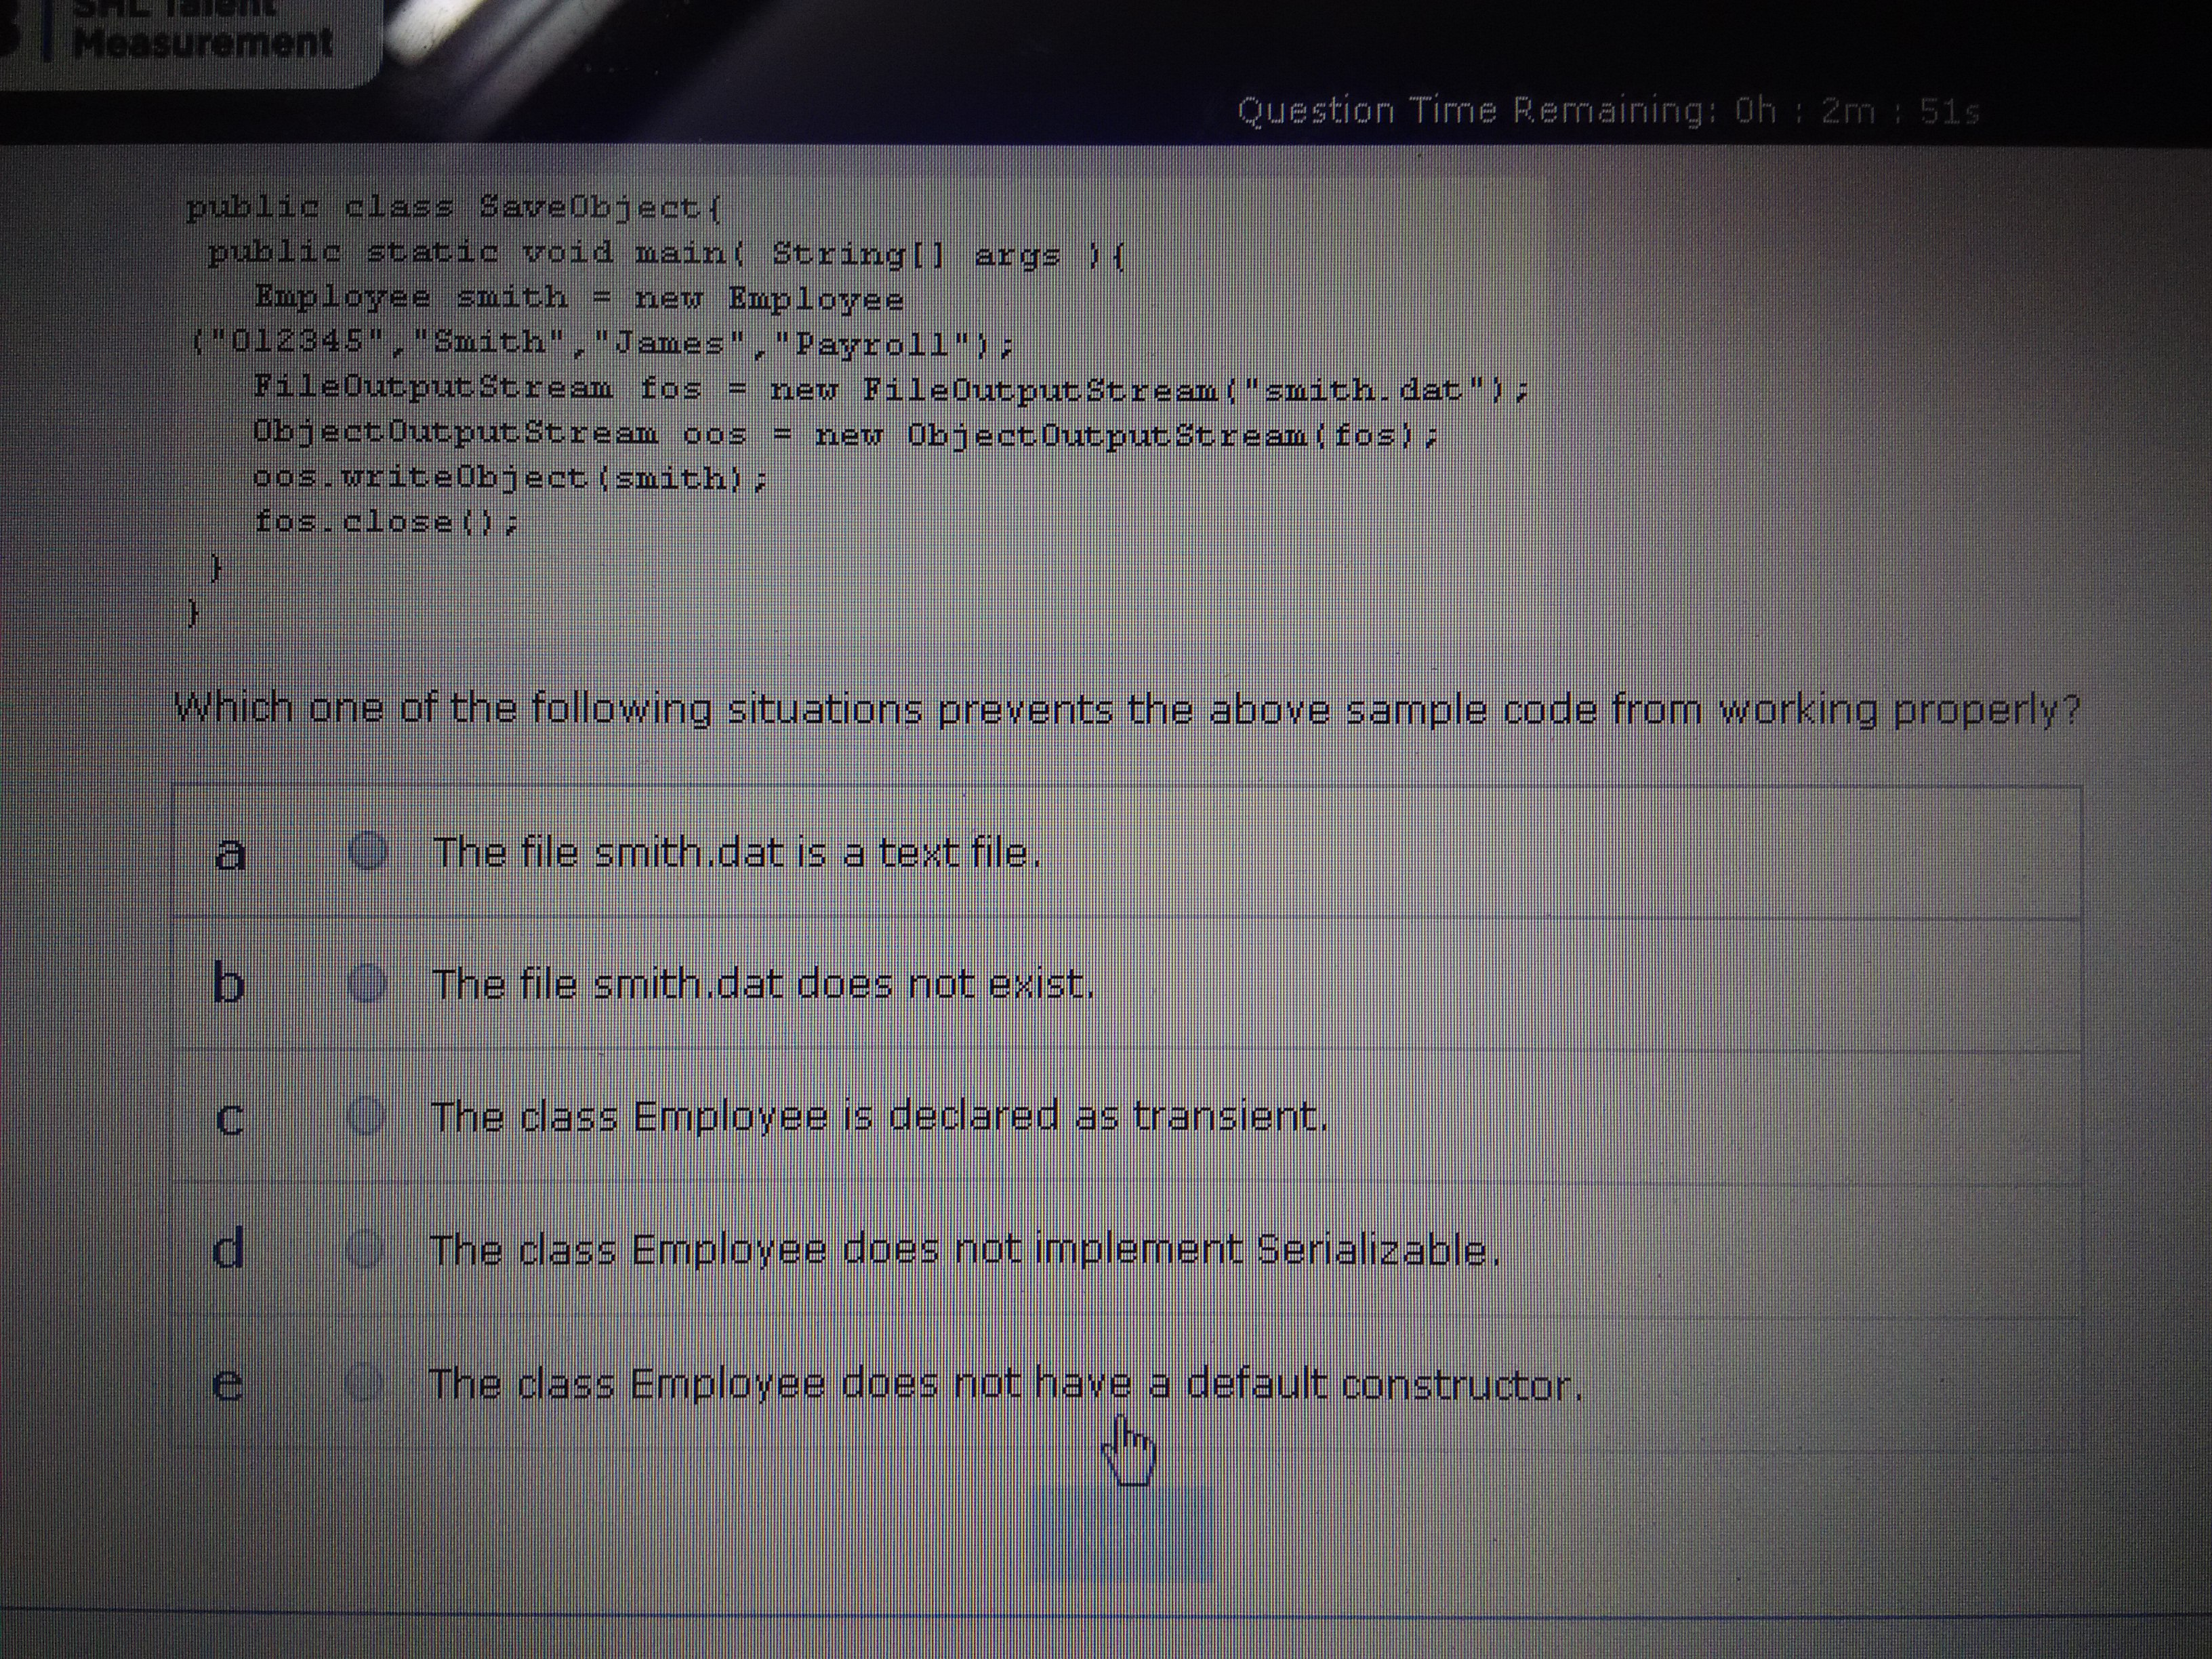 SHL Talent
Measurement
Question Time Remaining: 0h : 2m : 51s
public class SaveObject{
public static void main( String[] args ){
Employee smith = new Employee
("012345","Smith","James","Payroll");
FileOutputStream fos = new FileOutputStream("smith.dat");
ObjectOutputStream oos = new ObjectOutputStream(fos);
oos.writeObject(smith);
fos.close();
}
}
Which one of the following situations prevents the above sample code from working properly?
a The file smith.dat is a text file.
b The file smith.dat does not exist.
c The class Employee is declared as transient.
d The class Employee does not implement Serializable.
e The class Employee does not have a default constructor.